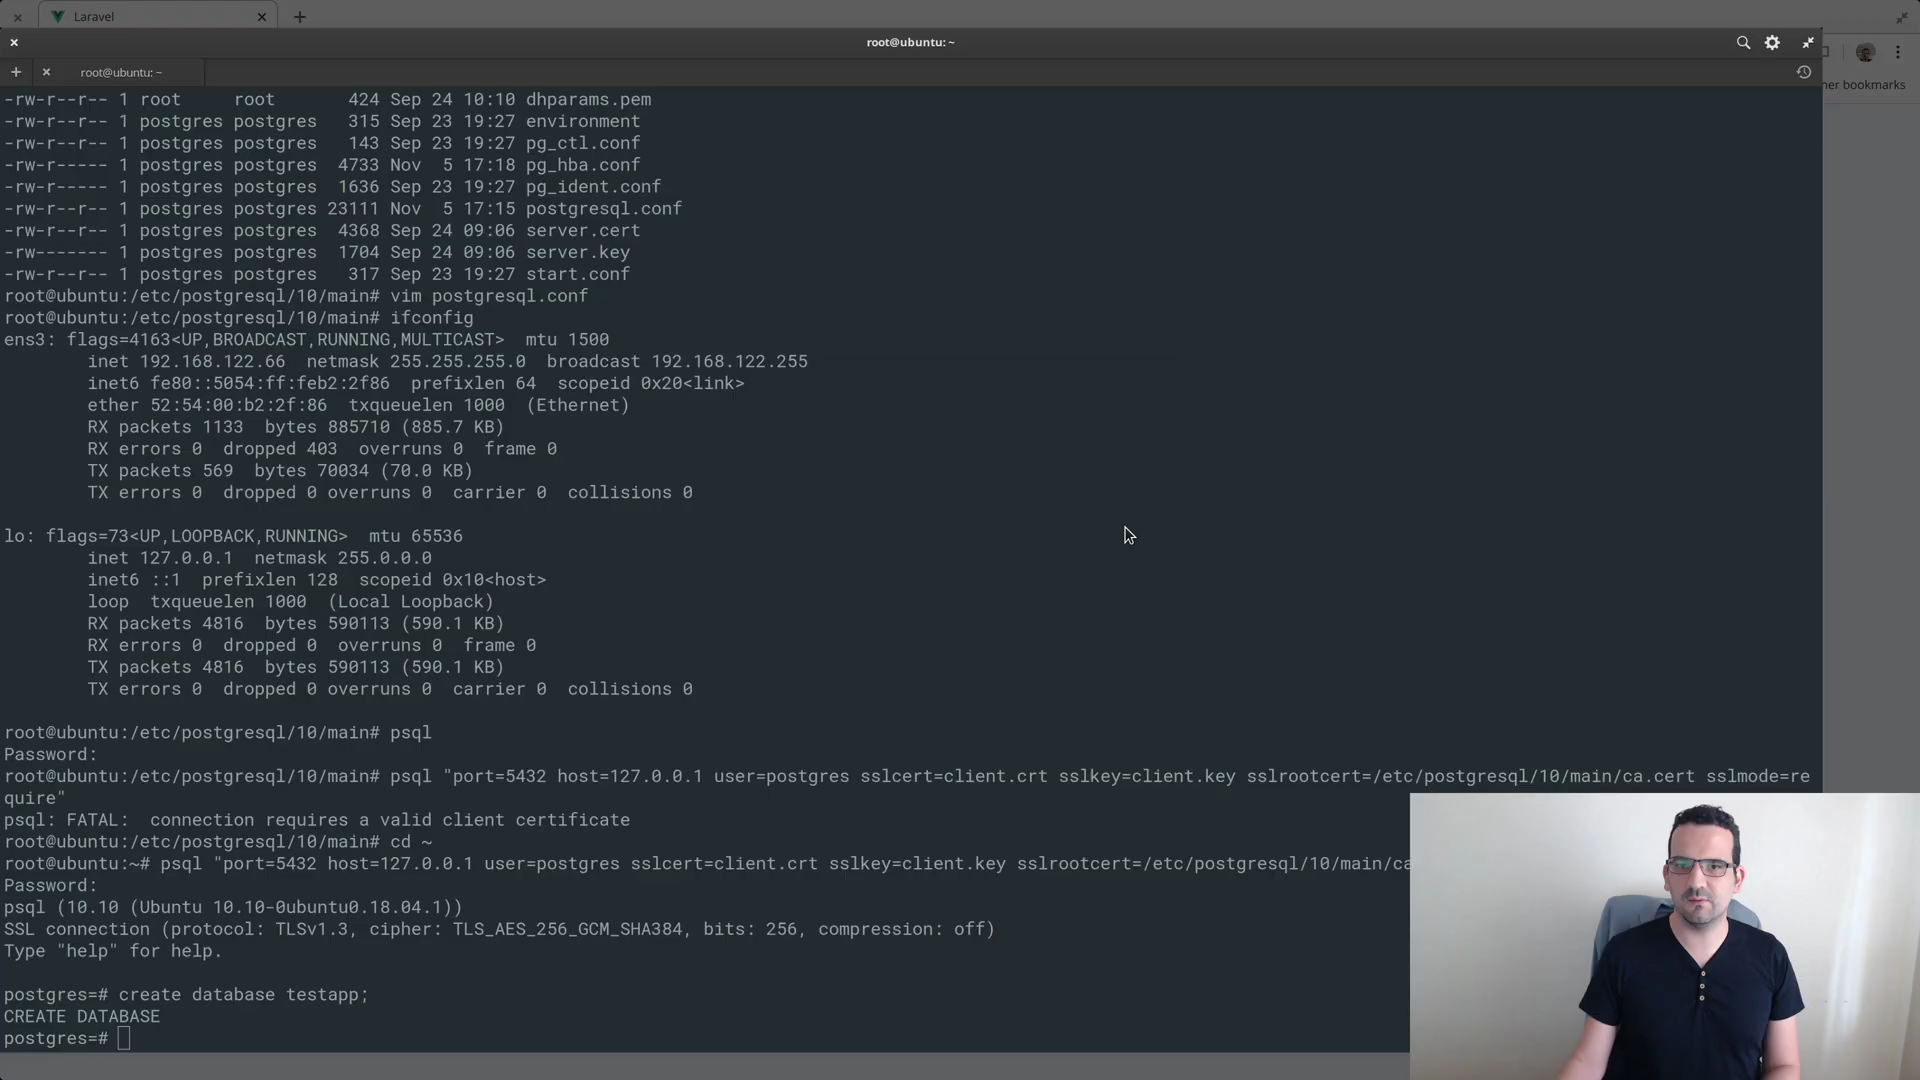 Laravel
root@ubuntu: ~
root@ubuntu: ~
her bookmarks
-rw-r--r-- 1 root     root       424 Sep 24 10:10 dhparams.pem
-rw-r--r-- 1 postgres postgres   315 Sep 23 19:27 environment
-rw-r--r-- 1 postgres postgres   143 Sep 23 19:27 pg_ctl.conf
-rw-r----- 1 postgres postgres  4733 Nov  5 17:18 pg_hba.conf
-rw-r----- 1 postgres postgres  1636 Sep 23 19:27 pg_ident.conf
-rw-r--r-- 1 postgres postgres 23111 Nov  5 17:15 postgresql.conf
-rw-r--r-- 1 postgres postgres  4368 Sep 24 09:06 server.cert
-rw------- 1 postgres postgres  1704 Sep 24 09:06 server.key
-rw-r--r-- 1 postgres postgres   317 Sep 23 19:27 start.conf
root@ubuntu:/etc/postgresql/10/main# vim postgresql.conf
root@ubuntu:/etc/postgresql/10/main# ifconfig
ens3: flags=4163<UP,BROADCAST,RUNNING,MULTICAST>  mtu 1500
inet 192.168.122.66  netmask 255.255.255.0  broadcast 192.168.122.255
inet6 fe80::5054:ff:feb2:2f86  prefixlen 64  scopeid 0x20<link>
ether 52:54:00:b2:2f:86  txqueuelen 1000  (Ethernet)
RX packets 1133  bytes 885710 (885.7 KB)
RX errors 0  dropped 403  overruns 0  frame 0
TX packets 569  bytes 70034 (70.0 KB)
TX errors 0  dropped 0 overruns 0  carrier 0  collisions 0
lo: flags=73<UP,LOOPBACK,RUNNING>  mtu 65536
inet 127.0.0.1  netmask 255.0.0.0
inet6 ::1  prefixlen 128  scopeid 0x10<host>
loop  txqueuelen 1000  (Local Loopback)
RX packets 4816  bytes 590113 (590.1 KB)
RX errors 0  dropped 0  overruns 0  frame 0
TX packets 4816  bytes 590113 (590.1 KB)
TX errors 0  dropped 0 overruns 0  carrier 0  collisions 0
root@ubuntu:/etc/postgresql/10/main# psql
Password:
root@ubuntu:/etc/postgresql/10/main# psql "port=5432 host=127.0.0.1 user=postgres sslcert=client.crt sslkey=client.key sslrootcert=/etc/postgresql/10/main/ca.cert sslmode=re
quire"
psql: FATAL:  connection requires a valid client certificate
root@ubuntu:/etc/postgresql/10/main# cd ~
root@ubuntu:~# psql "port=5432 host=127.0.0.1 user=postgres sslcert=client.crt sslkey=client.key sslrootcert=/etc/postgresql/10/main/ca
Password:
psql (10.10 (Ubuntu 10.10-0ubuntu0.18.04.1))
SSL connection (protocol: TLSv1.3, cipher: TLS_AES_256_GCM_SHA384, bits: 256, compression: off)
Type "help" for help.
postgres=# create database testapp;
CREATE DATABASE
postgres=#